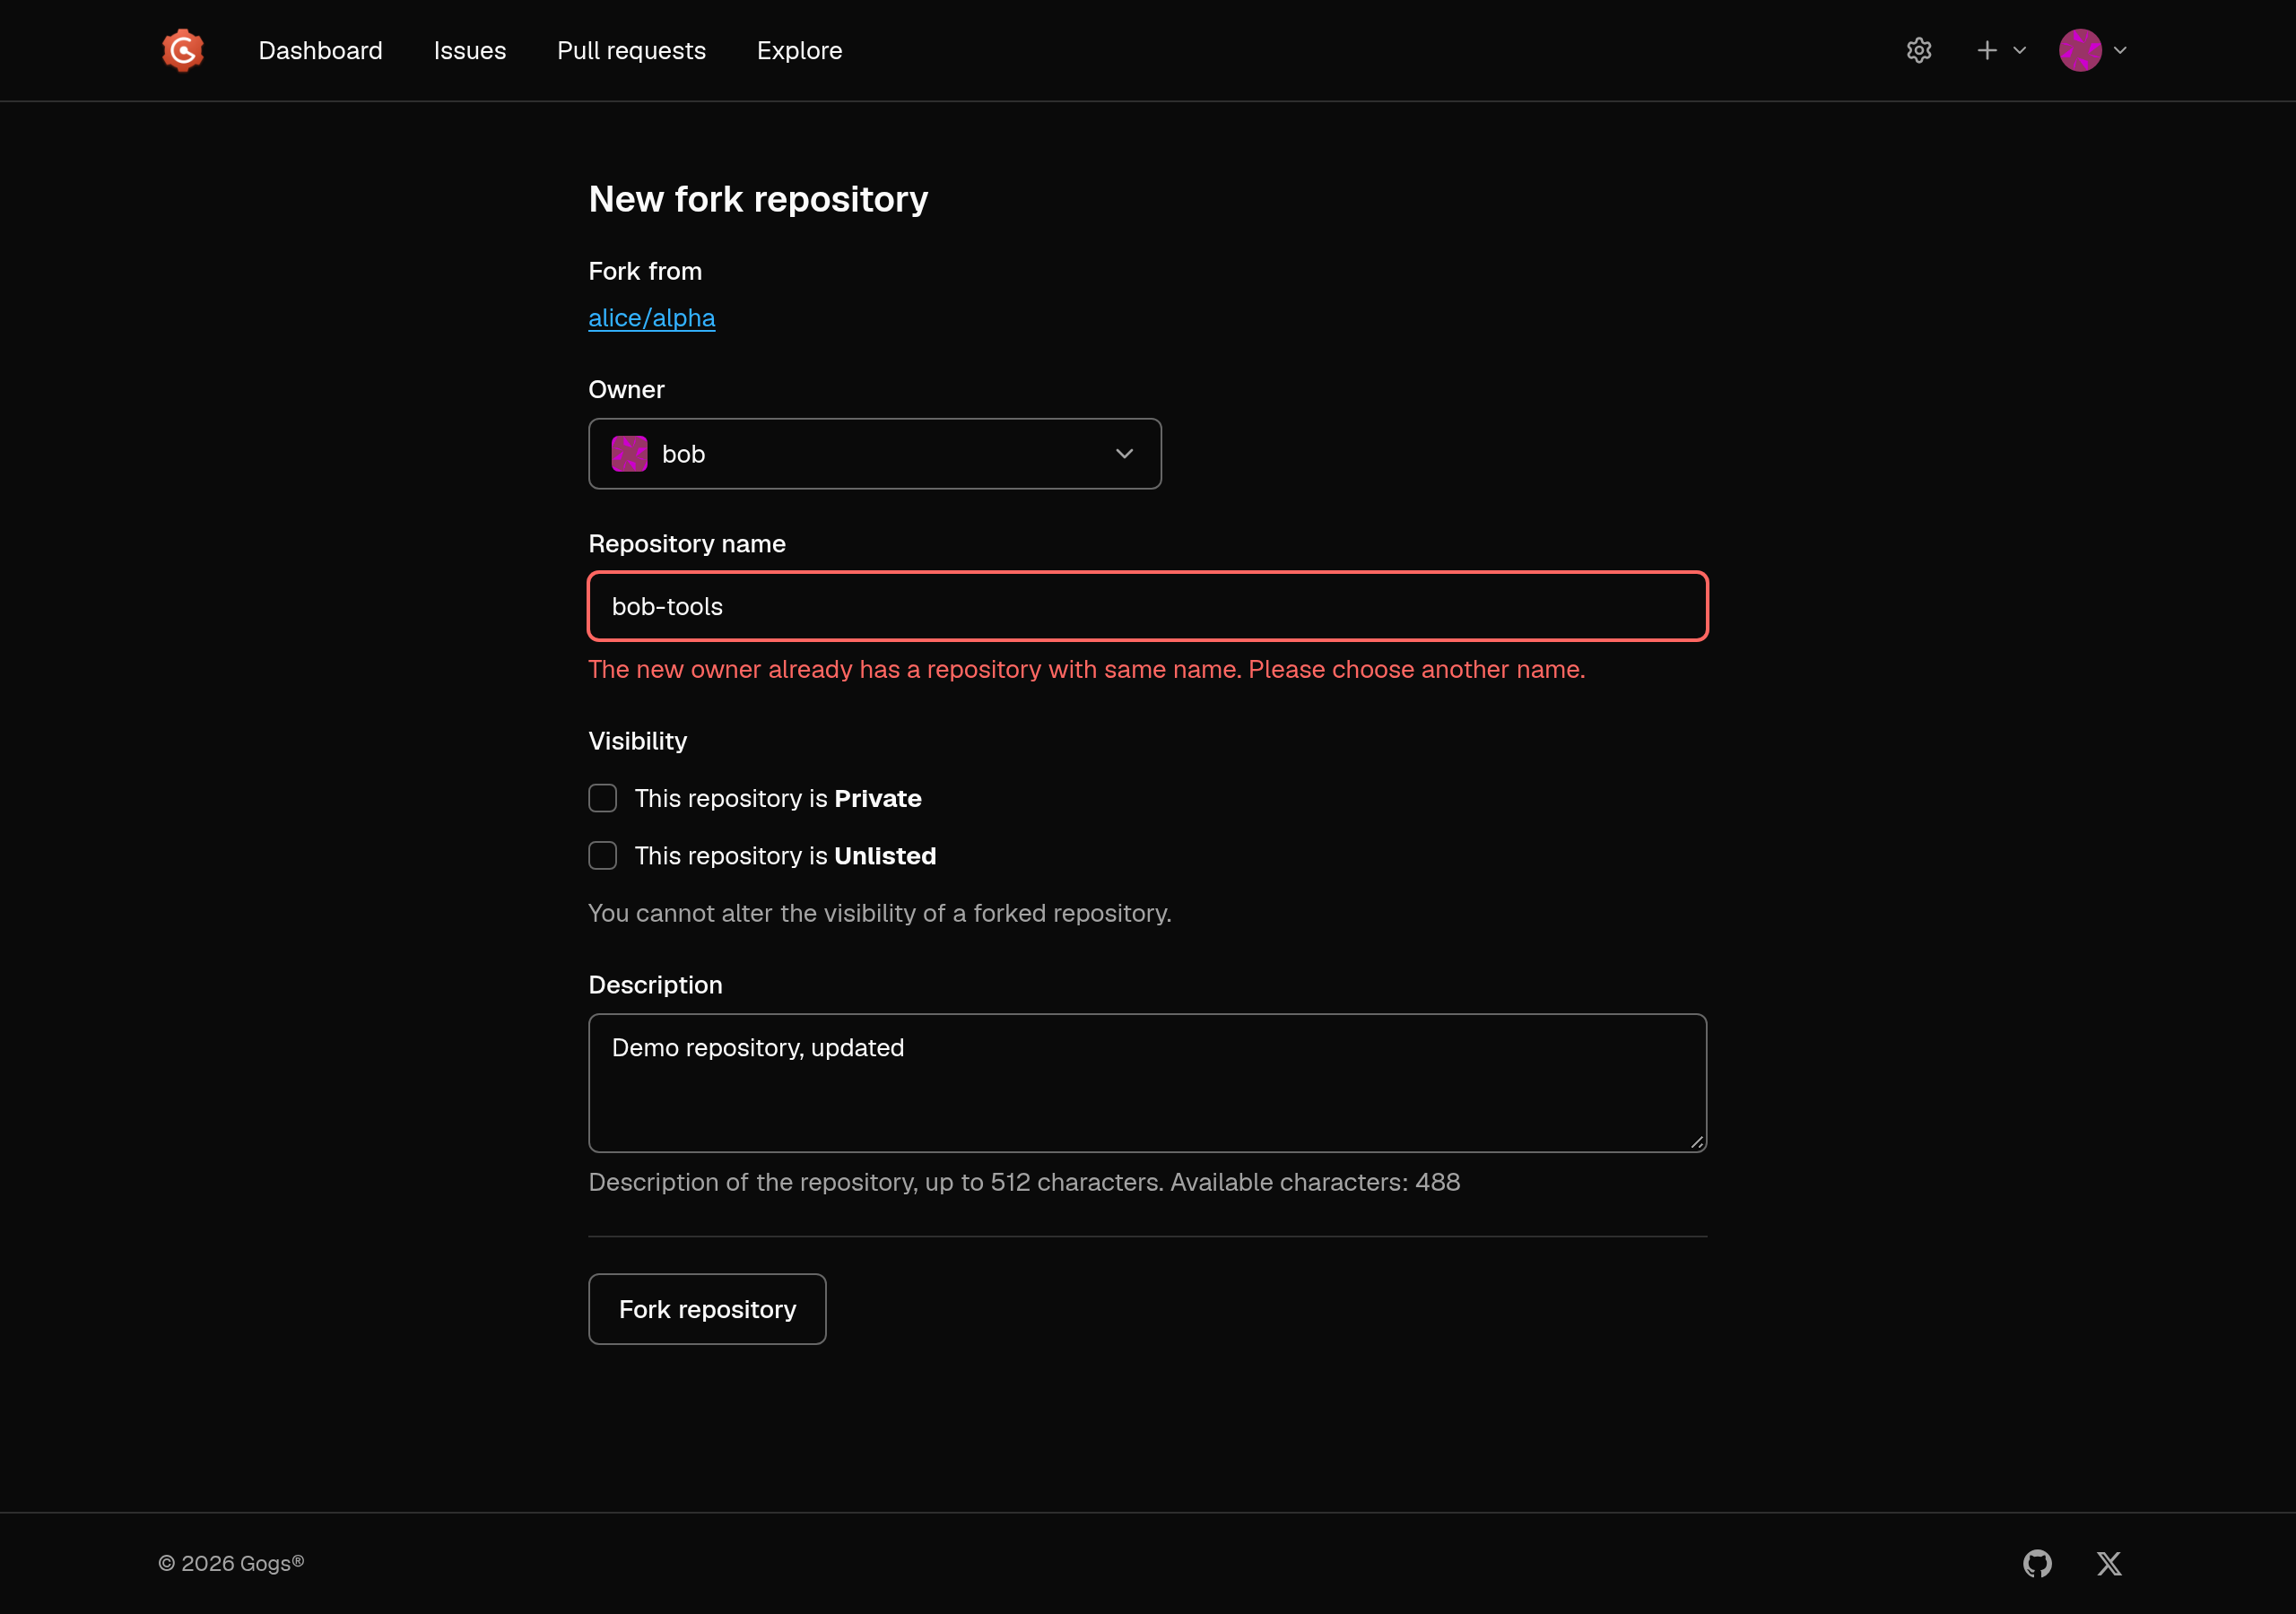 Dashboard Issues Pull requests Explore
New fork repository
Fork from
alice/alpha
Owner
bob
Repository name
bob-tools
The new owner already has a repository with same name. Please choose another name.
Visibility
This repository is Private
This repository is Unlisted
You cannot alter the visibility of a forked repository.
Description
Demo repository, updated
Description of the repository, up to 512 characters. Available characters: 488
Fork repository
© 2026 Gogs®